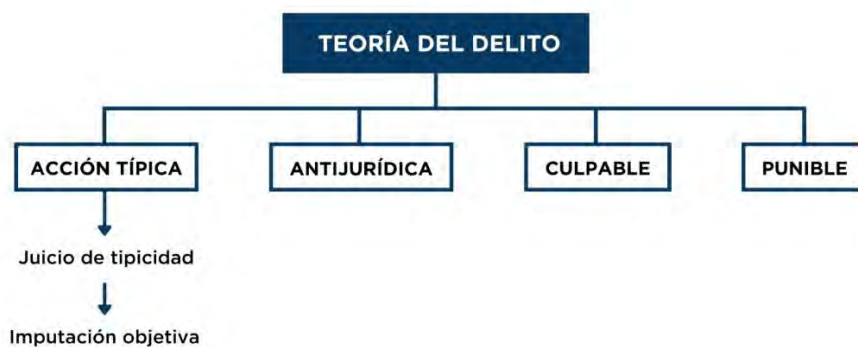 TEORÍA DEL DELITO
ACCIÓN TÍPICA
ANTIJURÍDICA
CULPABLE
PUNIBLE
Juicio de tipicidad
Imputación objetiva